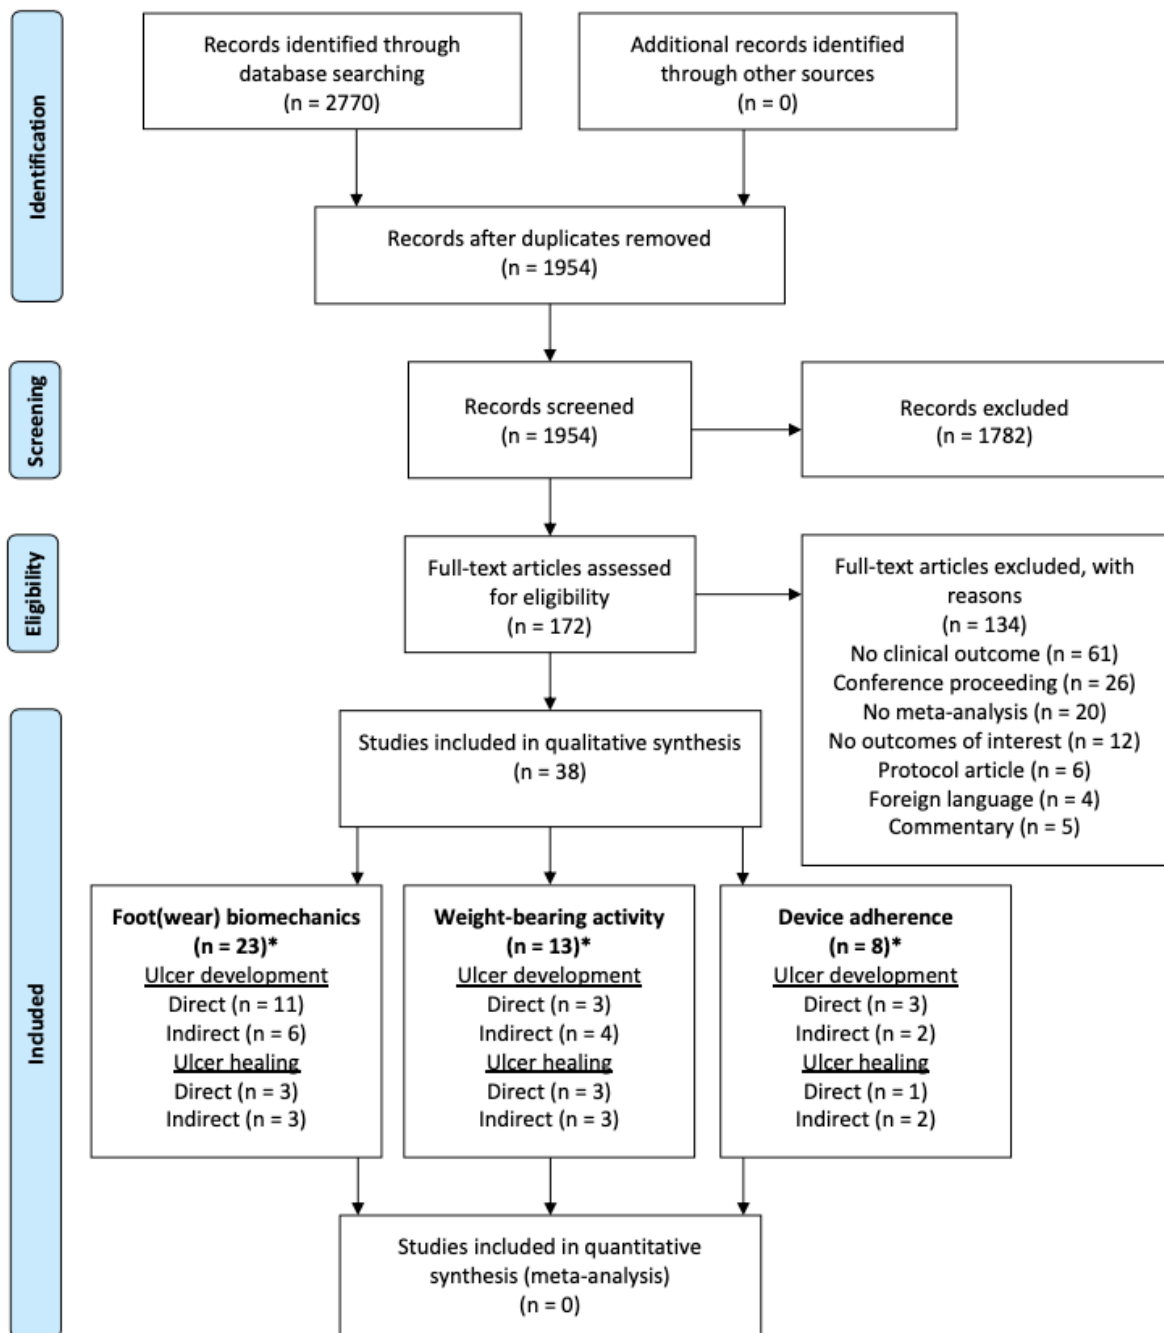 Identification
Records identified through
database searching
(n = 2770)
Additional records identified
through other sources
(n = 0)
Records after duplicates removed
(n = 1954)
Screening
Records screened
(n = 1954)
Records excluded
(n = 1782)
Eligibility
Full-text articles assessed
for eligibility
(n = 172)
Full-text articles excluded, with
reasons
(n = 134)
No clinical outcome (n = 61)
Conference proceeding (n = 26)
No meta-analysis (n = 20)
No outcomes of interest (n = 12)
Protocol article (n = 6)
Foreign language (n = 4)
Commentary (n = 5)
Included
Studies included in qualitative synthesis
(n = 38)
Foot(wear) biomechanics
(n = 23)*
Ulcer development
Direct (n = 11)
Indirect (n = 6)
Ulcer healing
Direct (n = 3)
Indirect (n = 3)
Weight-bearing activity
(n = 13)*
Ulcer development
Direct (n = 3)
Indirect (n = 4)
Ulcer healing
Direct (n = 3)
Indirect (n = 3)
Device adherence
(n = 8)*
Ulcer development
Direct (n = 3)
Indirect (n = 2)
Ulcer healing
Direct (n = 1)
Indirect (n = 2)
Studies included in quantitative
synthesis (meta-analysis)
(n = 0)